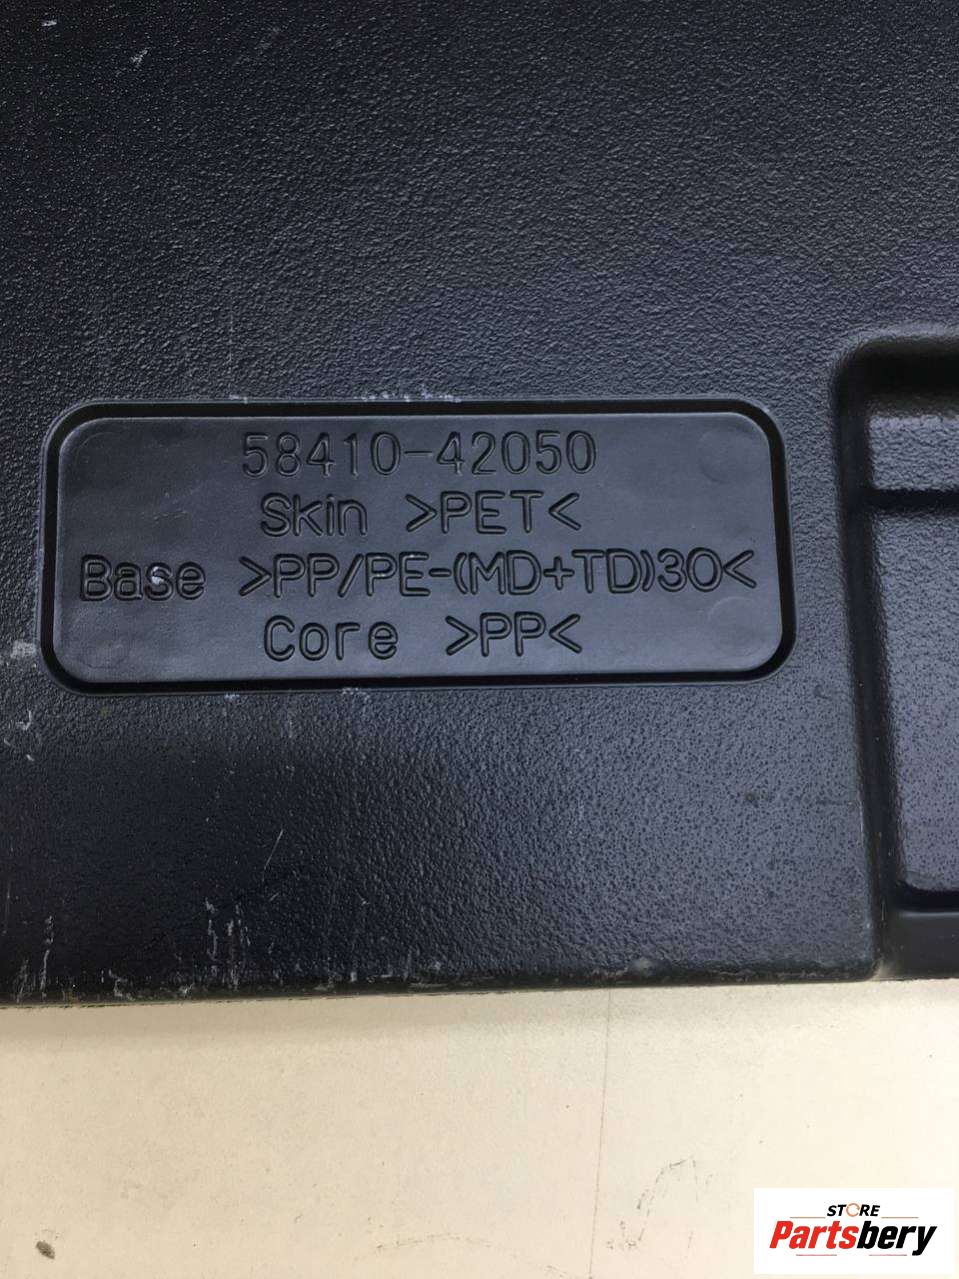 58410-42050
Skin >PET<
Base >PP/PE-(MD+TD)30<
Core >PP<
STORE
Partsbery